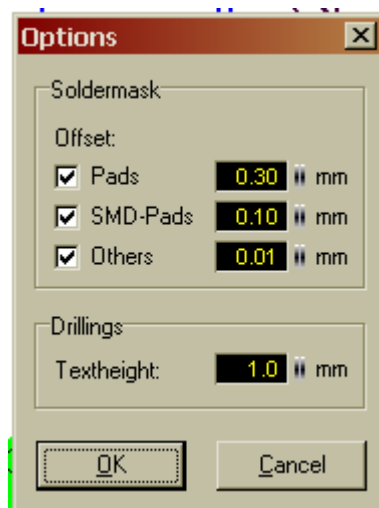 Options
Soldermask
Offset:
Pads 0.30 mm
SMD-Pads 0.10 mm
Others 0.01 mm
Drillings
Textheight: 1.0 mm
OK Cancel